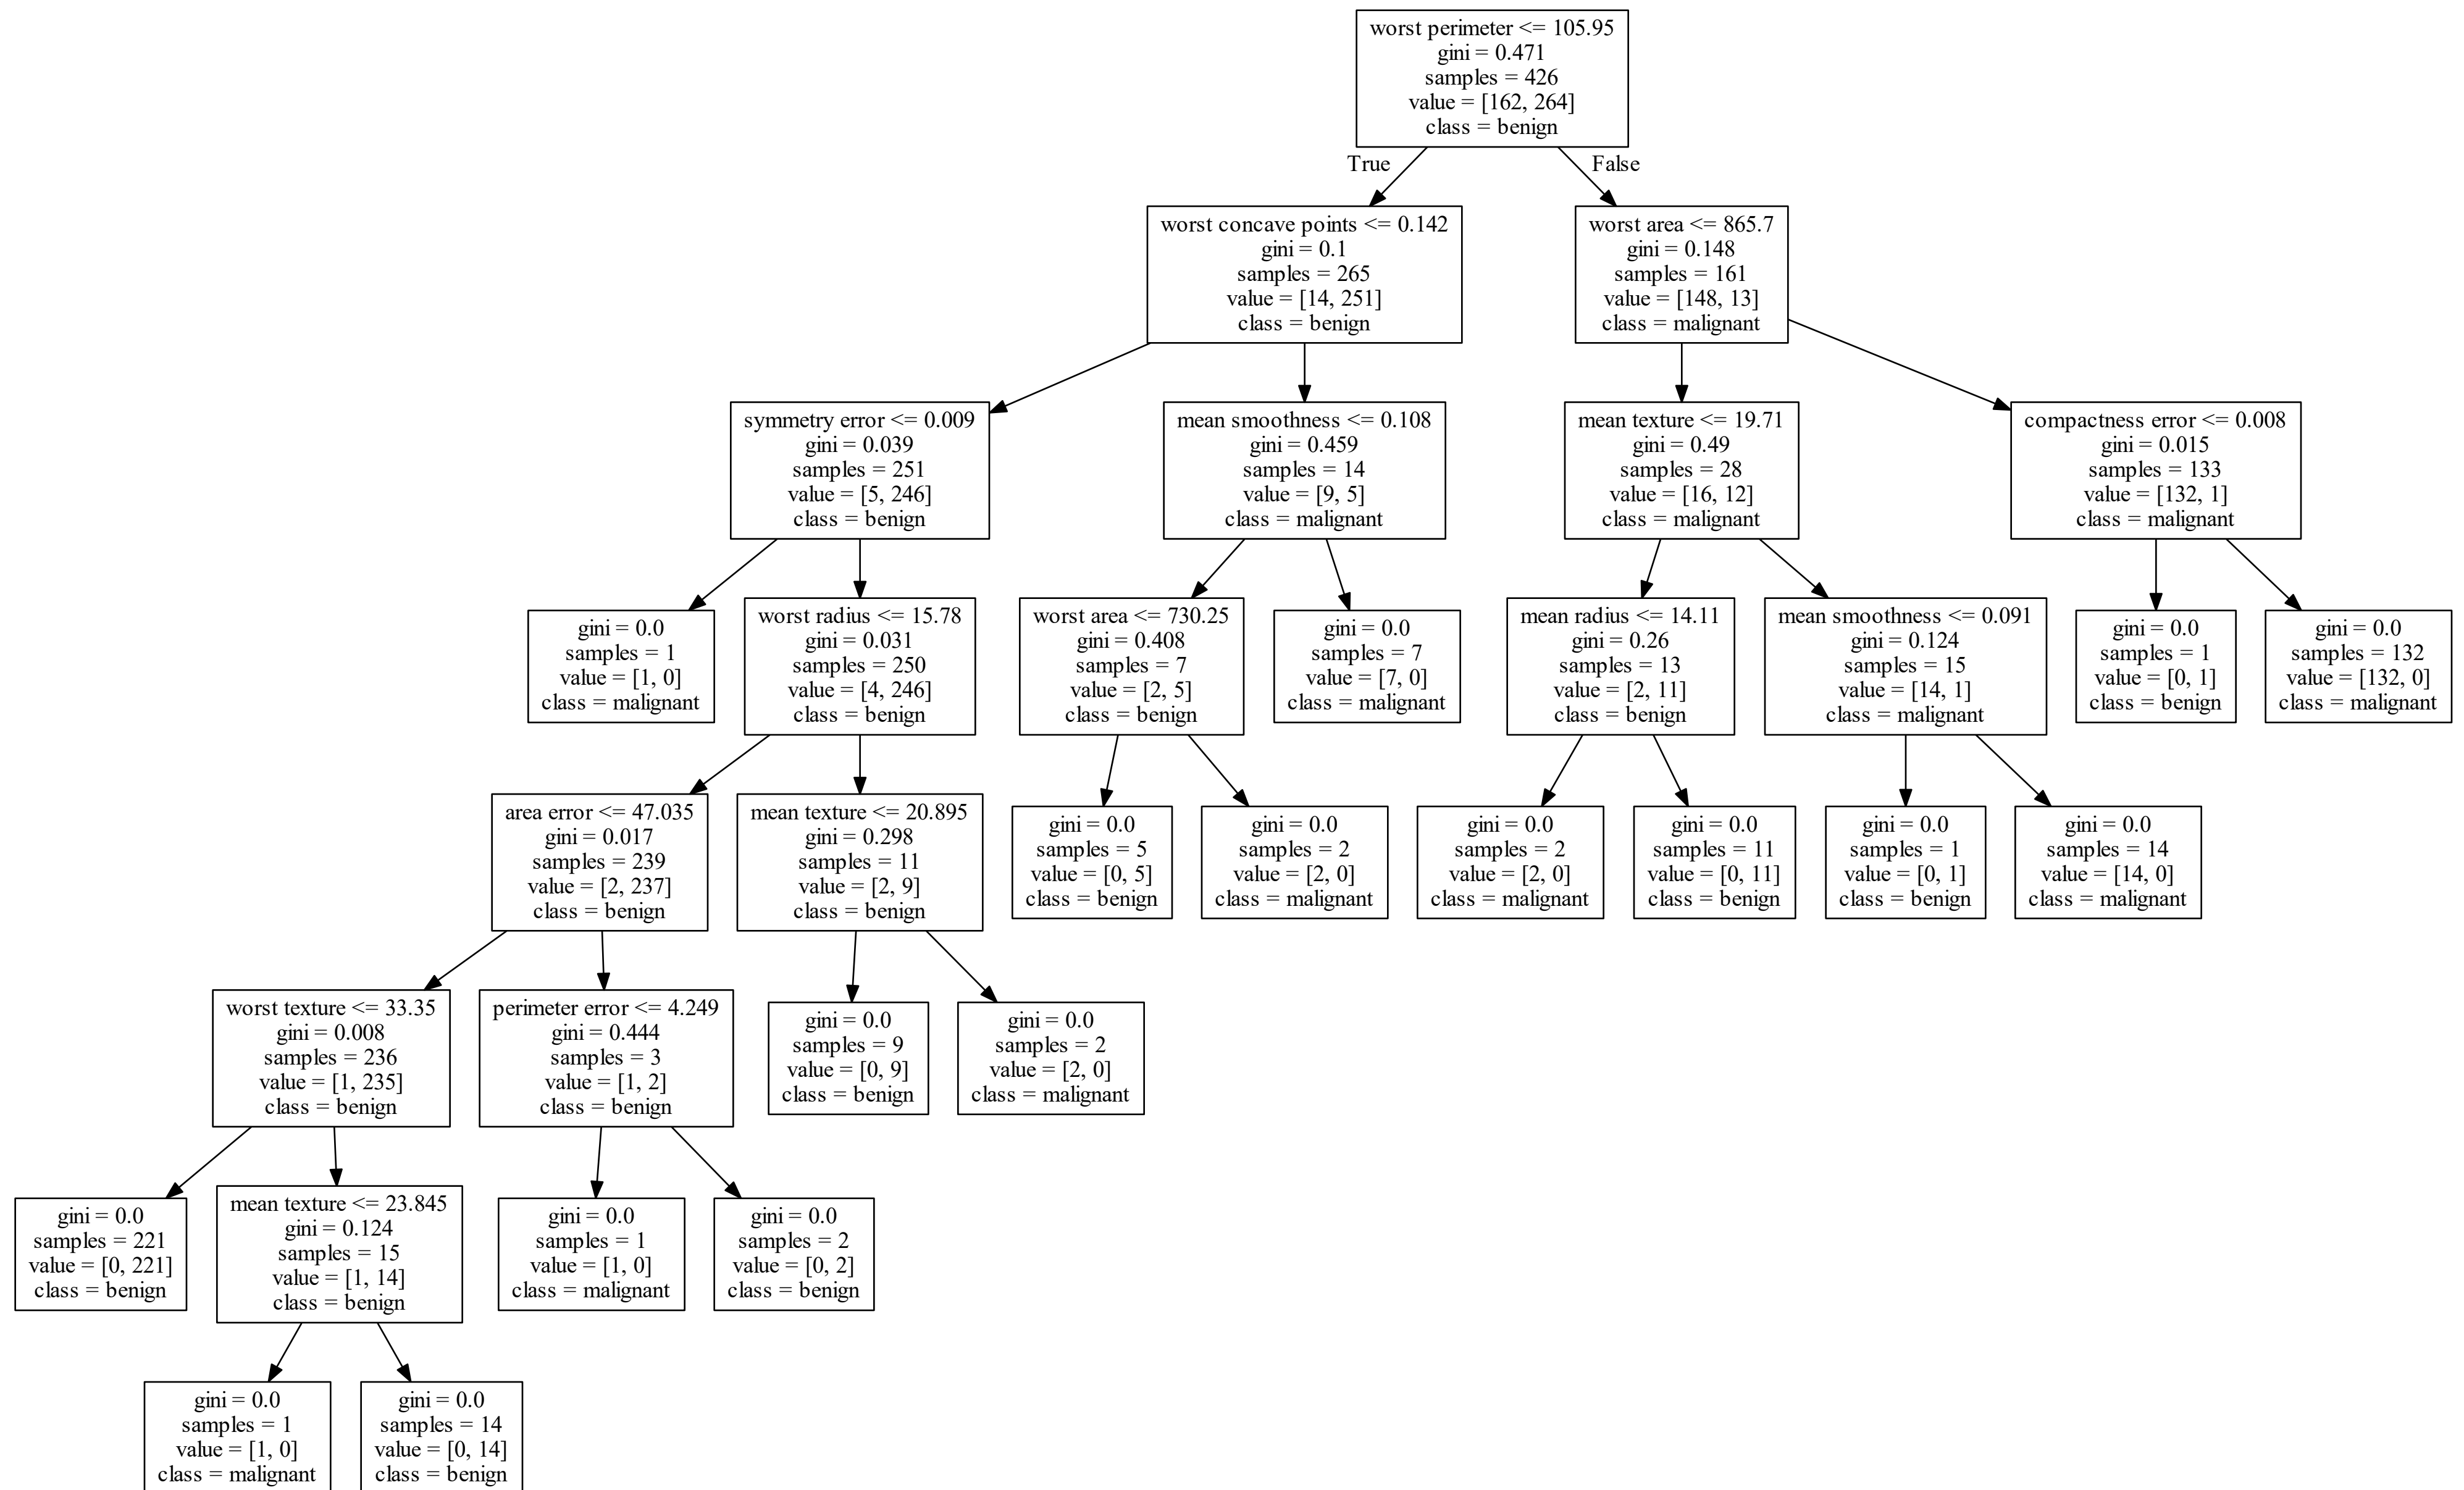 worst perimeter <= 105.95
gini = 0.471
samples = 426
value = [162, 264]
class = benign
True
False
worst concave points <= 0.142
gini = 0.1
samples = 265
value = [14, 251]
class = benign
worst area <= 865.7
gini = 0.148
samples = 161
value = [148, 13]
class = malignant
symmetry error <= 0.009
gini = 0.039
samples = 251
value = [5, 246]
class = benign
mean smoothness <= 0.108
gini = 0.459
samples = 14
value = [9, 5]
class = malignant
mean texture <= 19.71
gini = 0.49
samples = 28
value = [16, 12]
class = malignant
compactness error <= 0.008
gini = 0.015
samples = 133
value = [132, 1]
class = malignant
gini = 0.0
samples = 1
value = [1, 0]
class = malignant
worst radius <= 15.78
gini = 0.031
samples = 250
value = [4, 246]
class = benign
worst area <= 730.25
gini = 0.408
samples = 7
value = [2, 5]
class = benign
gini = 0.0
samples = 7
value = [7, 0]
class = malignant
mean radius <= 14.11
gini = 0.26
samples = 13
value = [2, 11]
class = benign
mean smoothness <= 0.091
gini = 0.124
samples = 15
value = [14, 1]
class = malignant
gini = 0.0
samples = 1
value = [0, 1]
class = benign
gini = 0.0
samples = 132
value = [132, 0]
class = malignant
area error <= 47.035
gini = 0.017
samples = 239
value = [2, 237]
class = benign
mean texture <= 20.895
gini = 0.298
samples = 11
value = [2, 9]
class = benign
gini = 0.0
samples = 5
value = [0, 5]
class = benign
gini = 0.0
samples = 2
value = [2, 0]
class = malignant
gini = 0.0
samples = 2
value = [2, 0]
class = malignant
gini = 0.0
samples = 11
value = [0, 11]
class = benign
gini = 0.0
samples = 1
value = [0, 1]
class = benign
gini = 0.0
samples = 14
value = [14, 0]
class = malignant
worst texture <= 33.35
gini = 0.008
samples = 236
value = [1, 235]
class = benign
perimeter error <= 4.249
gini = 0.444
samples = 3
value = [1, 2]
class = benign
gini = 0.0
samples = 9
value = [0, 9]
class = benign
gini = 0.0
samples = 2
value = [2, 0]
class = malignant
gini = 0.0
samples = 221
value = [0, 221]
class = benign
mean texture <= 23.845
gini = 0.124
samples = 15
value = [1, 14]
class = benign
gini = 0.0
samples = 1
value = [1, 0]
class = malignant
gini = 0.0
samples = 2
value = [0, 2]
class = benign
gini = 0.0
samples = 1
value = [1, 0]
class = malignant
gini = 0.0
samples = 14
value = [0, 14]
class = benign